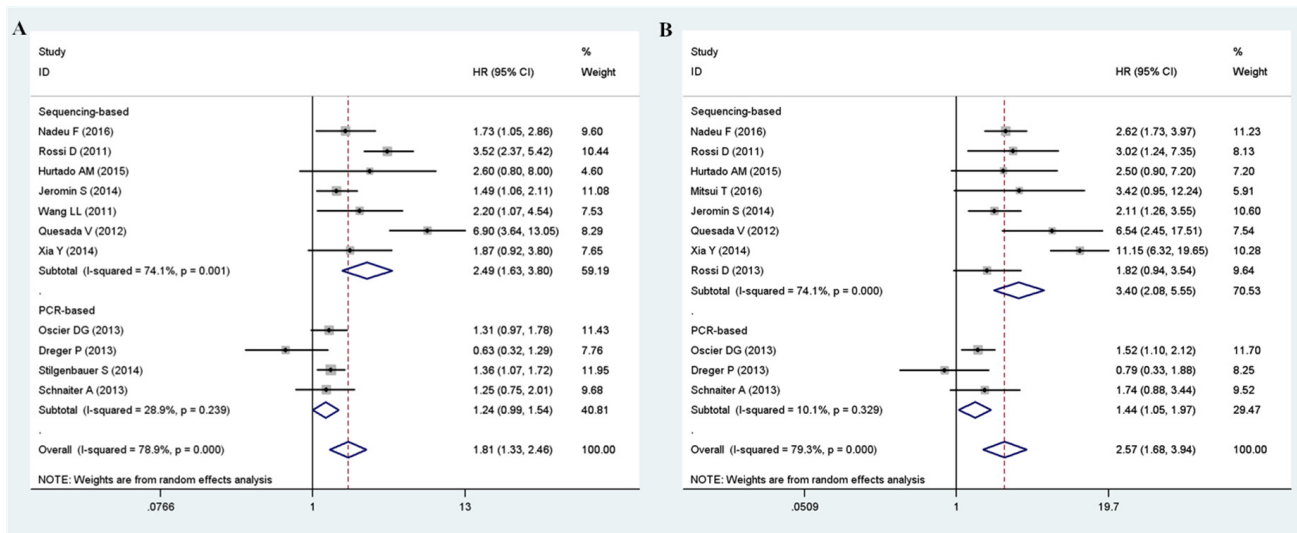 A
Study %
ID HR (95% CI) Weight
Sequencing-based
Nadeu F (2016) 1.73 (1.05, 2.86) 9.60
Rossi D (2011) 3.52 (2.37, 5.42) 10.44
Hurtado AM (2015) 2.60 (0.80, 8.00) 4.60
Jeromin S (2014) 1.49 (1.06, 2.11) 11.08
Wang LL (2011) 2.20 (1.07, 4.54) 7.53
Quesada V (2012) 6.90 (3.64, 13.05) 8.29
Xia Y (2014) 1.87 (0.92, 3.80) 7.65
Subtotal (I-squared = 74.1%, p = 0.001) 2.49 (1.63, 3.80) 59.19
.
PCR-based
Oscier DG (2013) 1.31 (0.97, 1.78) 11.43
Dreger P (2013) 0.63 (0.32, 1.29) 7.76
Stilgenbauer S (2014) 1.36 (1.07, 1.72) 11.95
Schnaiter A (2013) 1.25 (0.75, 2.01) 9.68
Subtotal (I-squared = 28.9%, p = 0.239) 1.24 (0.99, 1.54) 40.81
.
Overall (I-squared = 78.9%, p = 0.000) 1.81 (1.33, 2.46) 100.00
NOTE: Weights are from random effects analysis
.0766 1 13
B
Study %
ID HR (95% CI) Weight
Sequencing-based
Nadeu F (2016) 2.62 (1.73, 3.97) 11.23
Rossi D (2011) 3.02 (1.24, 7.35) 8.13
Hurtado AM (2015) 2.50 (0.90, 7.20) 7.20
Mitsui T (2016) 3.42 (0.95, 12.24) 5.91
Jeromin S (2014) 2.11 (1.26, 3.55) 10.60
Quesada V (2012) 6.54 (2.45, 17.51) 7.54
Xia Y (2014) 11.15 (6.32, 19.65) 10.28
Rossi D (2013) 1.82 (0.94, 3.54) 9.64
Subtotal (I-squared = 74.1%, p = 0.000) 3.40 (2.08, 5.55) 70.53
.
PCR-based
Oscier DG (2013) 1.52 (1.10, 2.12) 11.70
Dreger P (2013) 0.79 (0.33, 1.88) 8.25
Schnaiter A (2013) 1.74 (0.88, 3.44) 9.52
Subtotal (I-squared = 10.1%, p = 0.329) 1.44 (1.05, 1.97) 29.47
.
Overall (I-squared = 79.3%, p = 0.000) 2.57 (1.68, 3.94) 100.00
NOTE: Weights are from random effects analysis
.0509 1 19.7